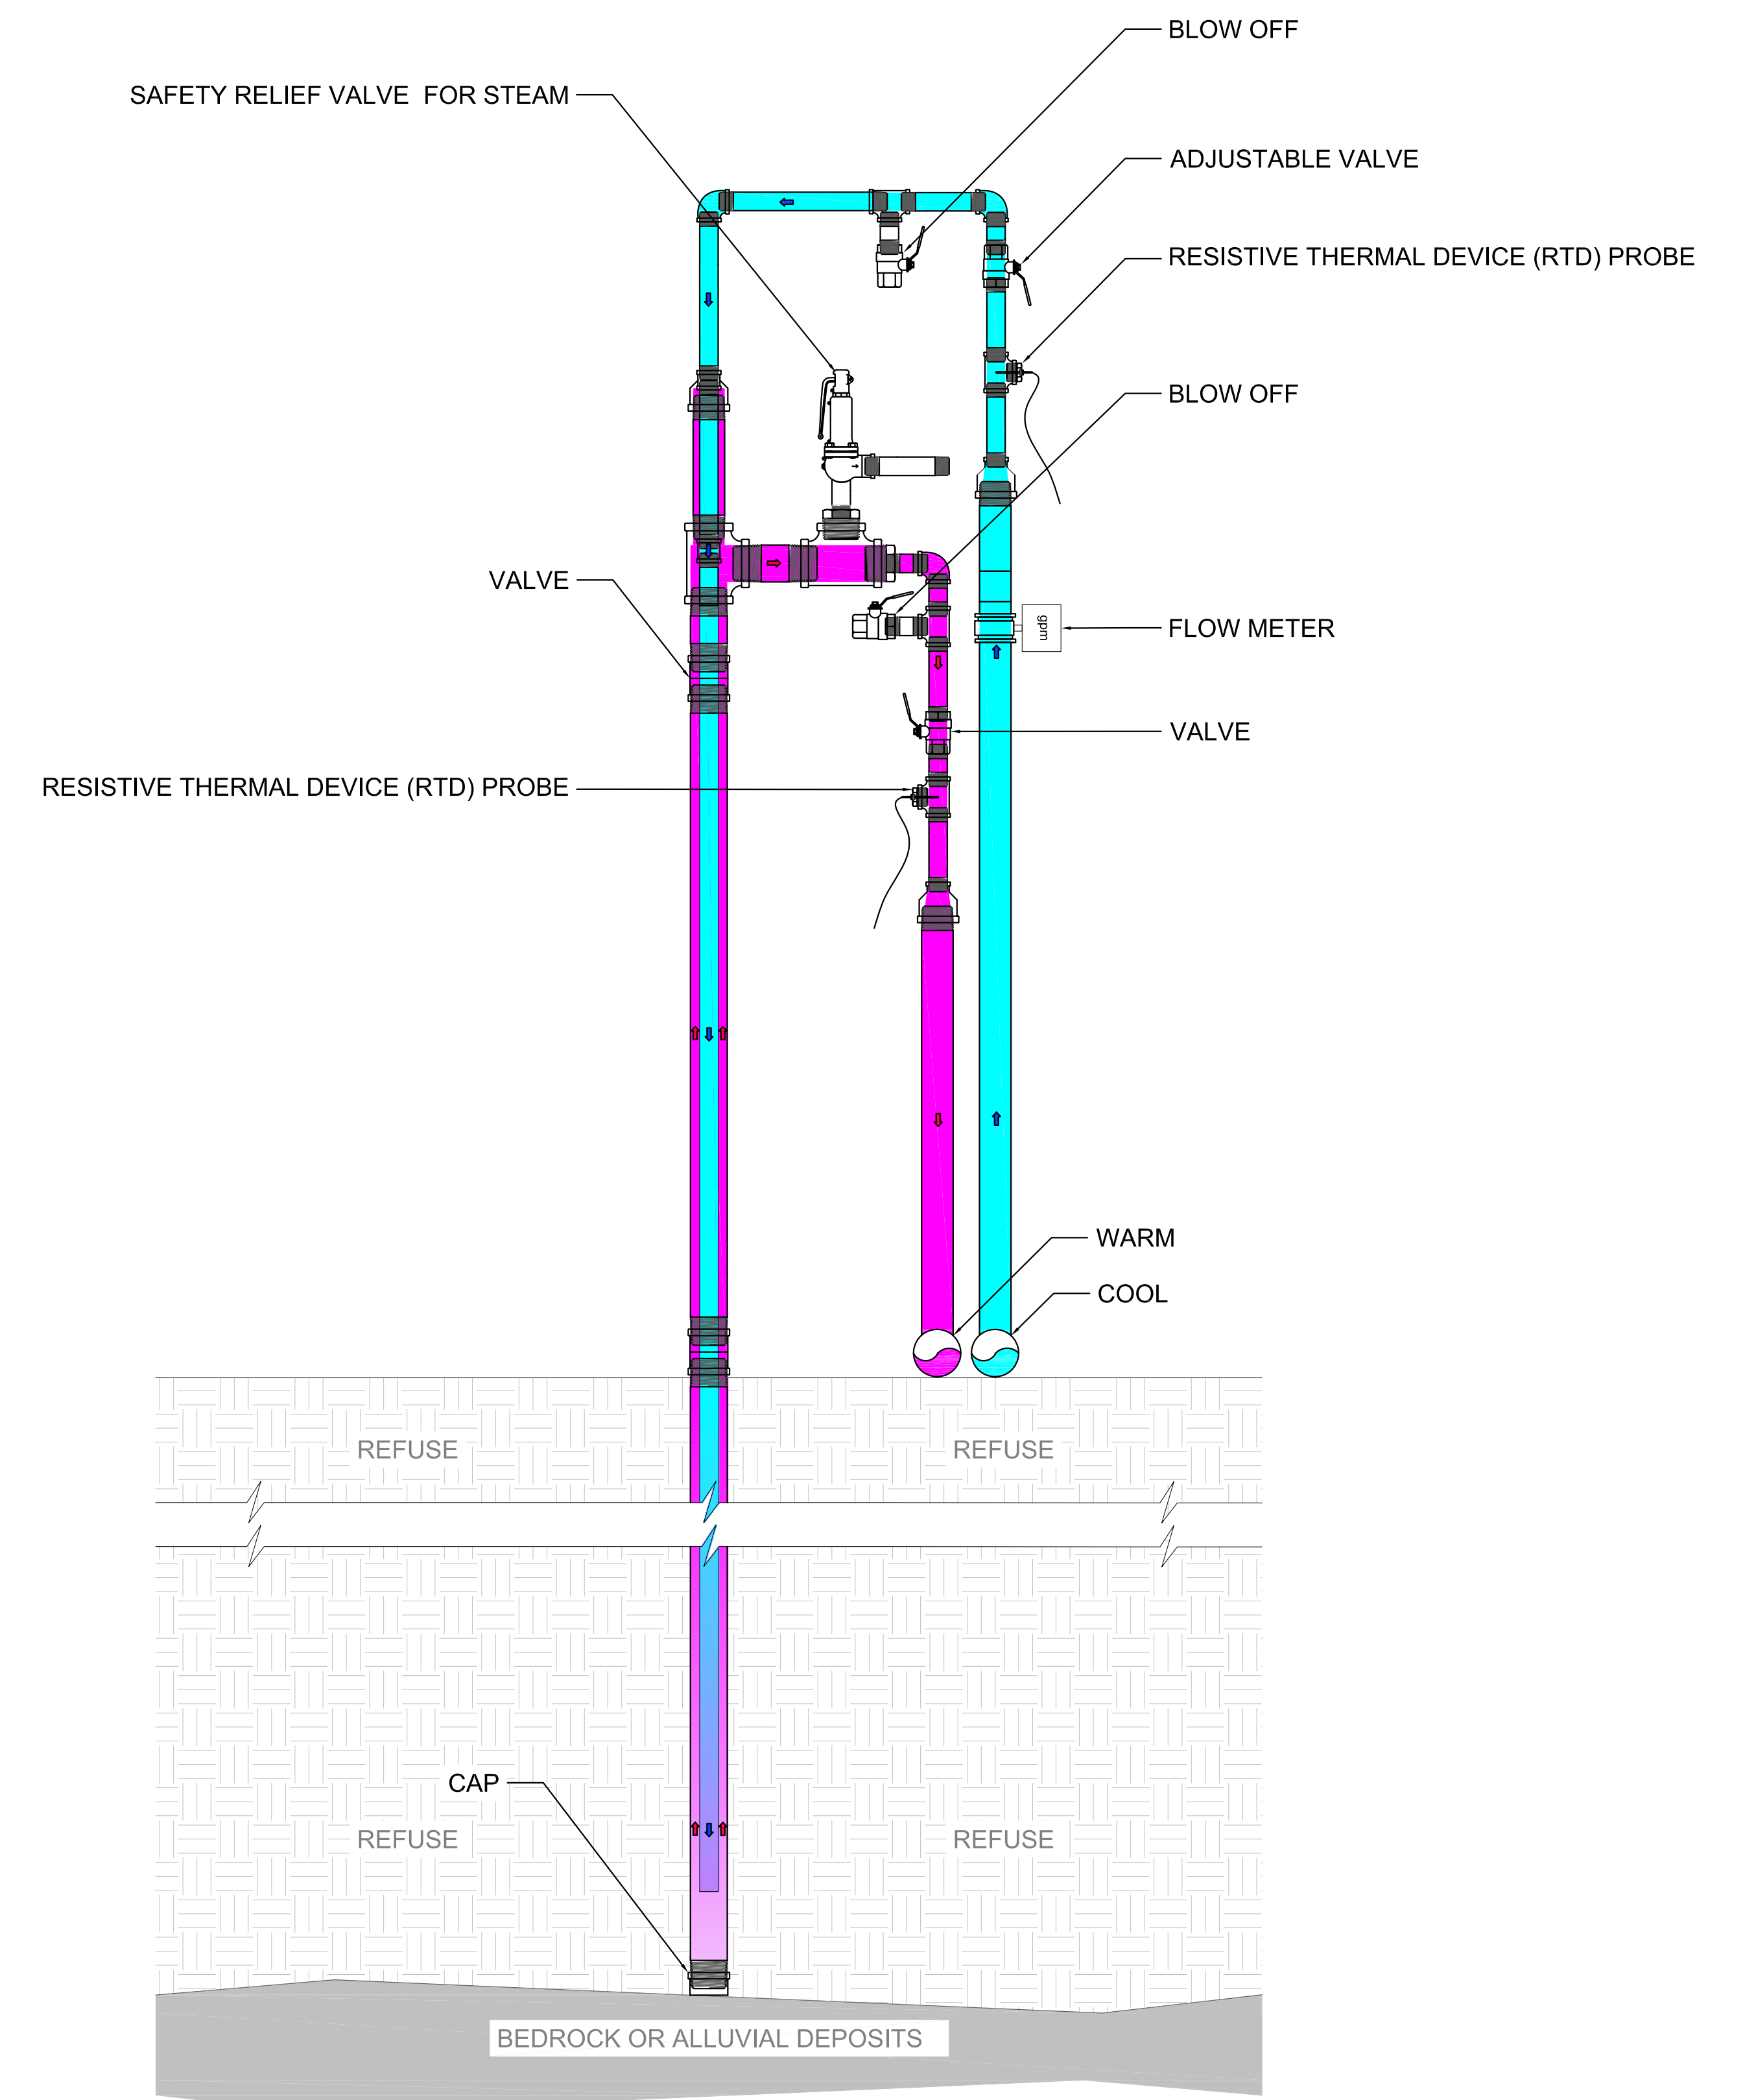 BLOW OFF
SAFETY RELIEF VALVE  FOR STEAM
ADJUSTABLE VALVE
RESISTIVE THERMAL DEVICE (RTD) PROBE
BLOW OFF
VALVE
gpm
FLOW METER
VALVE
RESISTIVE THERMAL DEVICE (RTD) PROBE
WARM
COOL
REFUSE
REFUSE
CAP
REFUSE
REFUSE
BEDROCK OR ALLUVIAL DEPOSITS